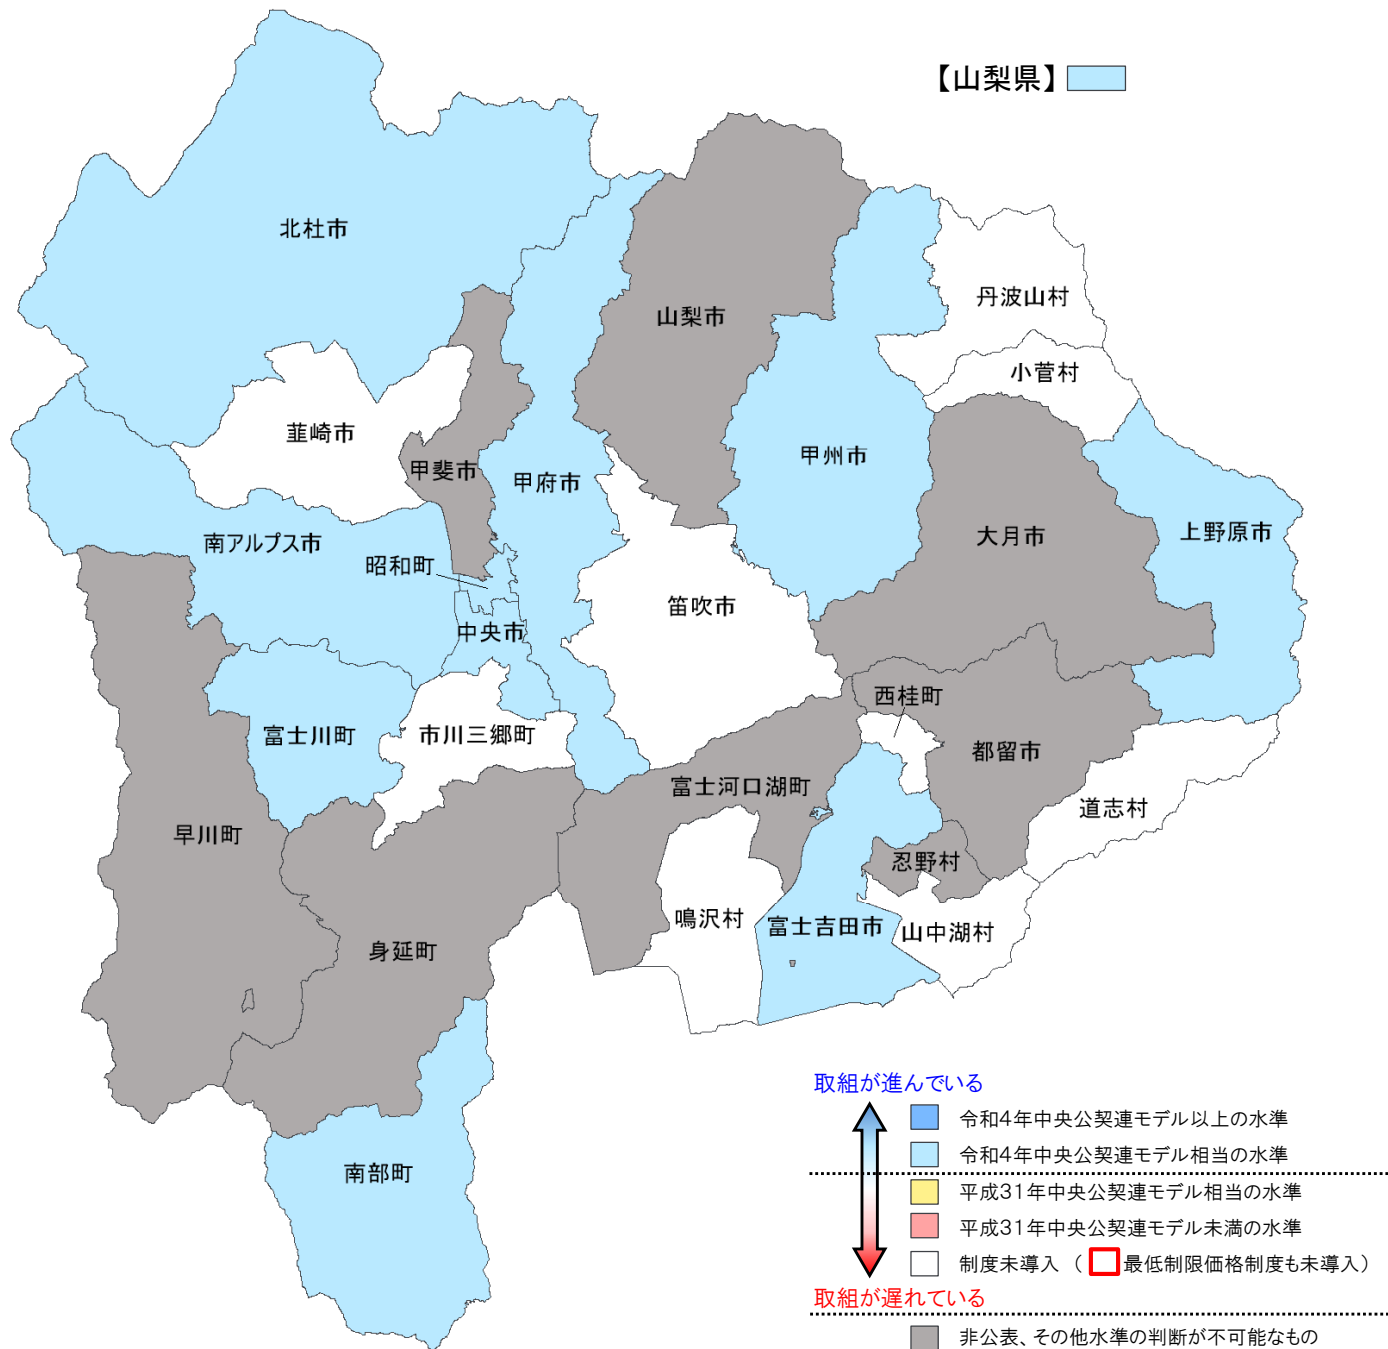 【山梨県】
北杜市
丹波山村
山梨市
小菅村
韮崎市
甲州市
甲斐市
甲府市
上野原市
大月市
南アルプス市
昭和町
笛吹市
中央市
西桂町
富士川町
市川三郷町
都留市
富士河口湖町
道志村
早川町
忍野村
鳴沢村
富士吉田市
山中湖村
身延町
南部町
取組が進んでいる
令和4年中央公契連モデル以上の水準
令和4年中央公契連モデル相当の水準
平成31年中央公契連モデル相当の水準
平成31年中央公契連モデル未満の水準
制度未導入（ 最低制限価格制度も未導入）
取組が遅れている
非公表、その他水準の判断が不可能なもの